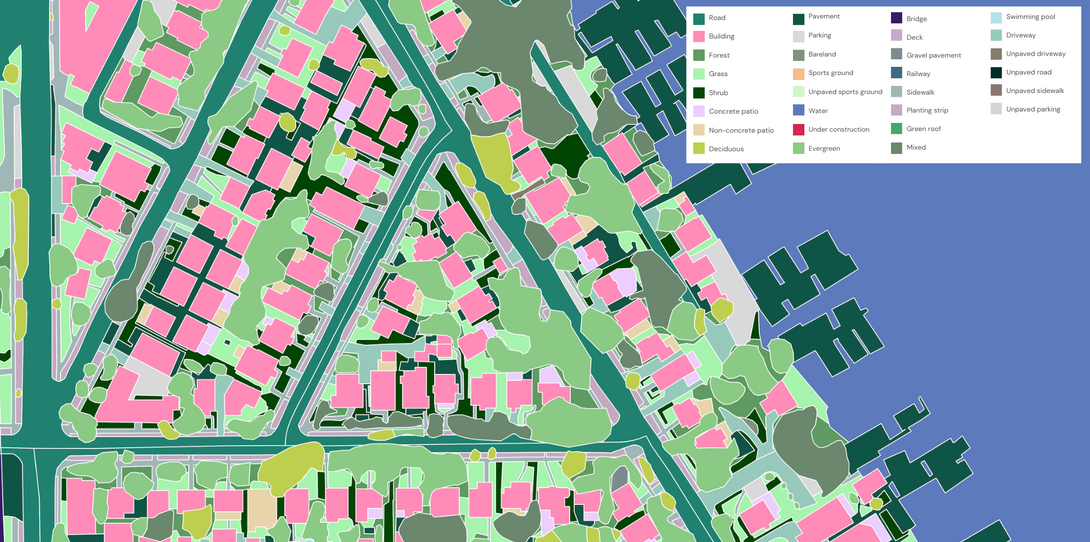 Road
Building
Forest
Grass
Shrub
Concrete patio
Non-concrete patio
Deciduous
Pavement
Parking
Bareland
Sports ground
Unpaved sports ground
Water
Under construction
Evergreen
Bridge
Deck
Gravel pavement
Railway
Sidewalk
Planting strip
Green roof
Mixed
Swimming pool
Driveway
Unpaved driveway
Unpaved road
Unpaved sidewalk
Unpaved parking